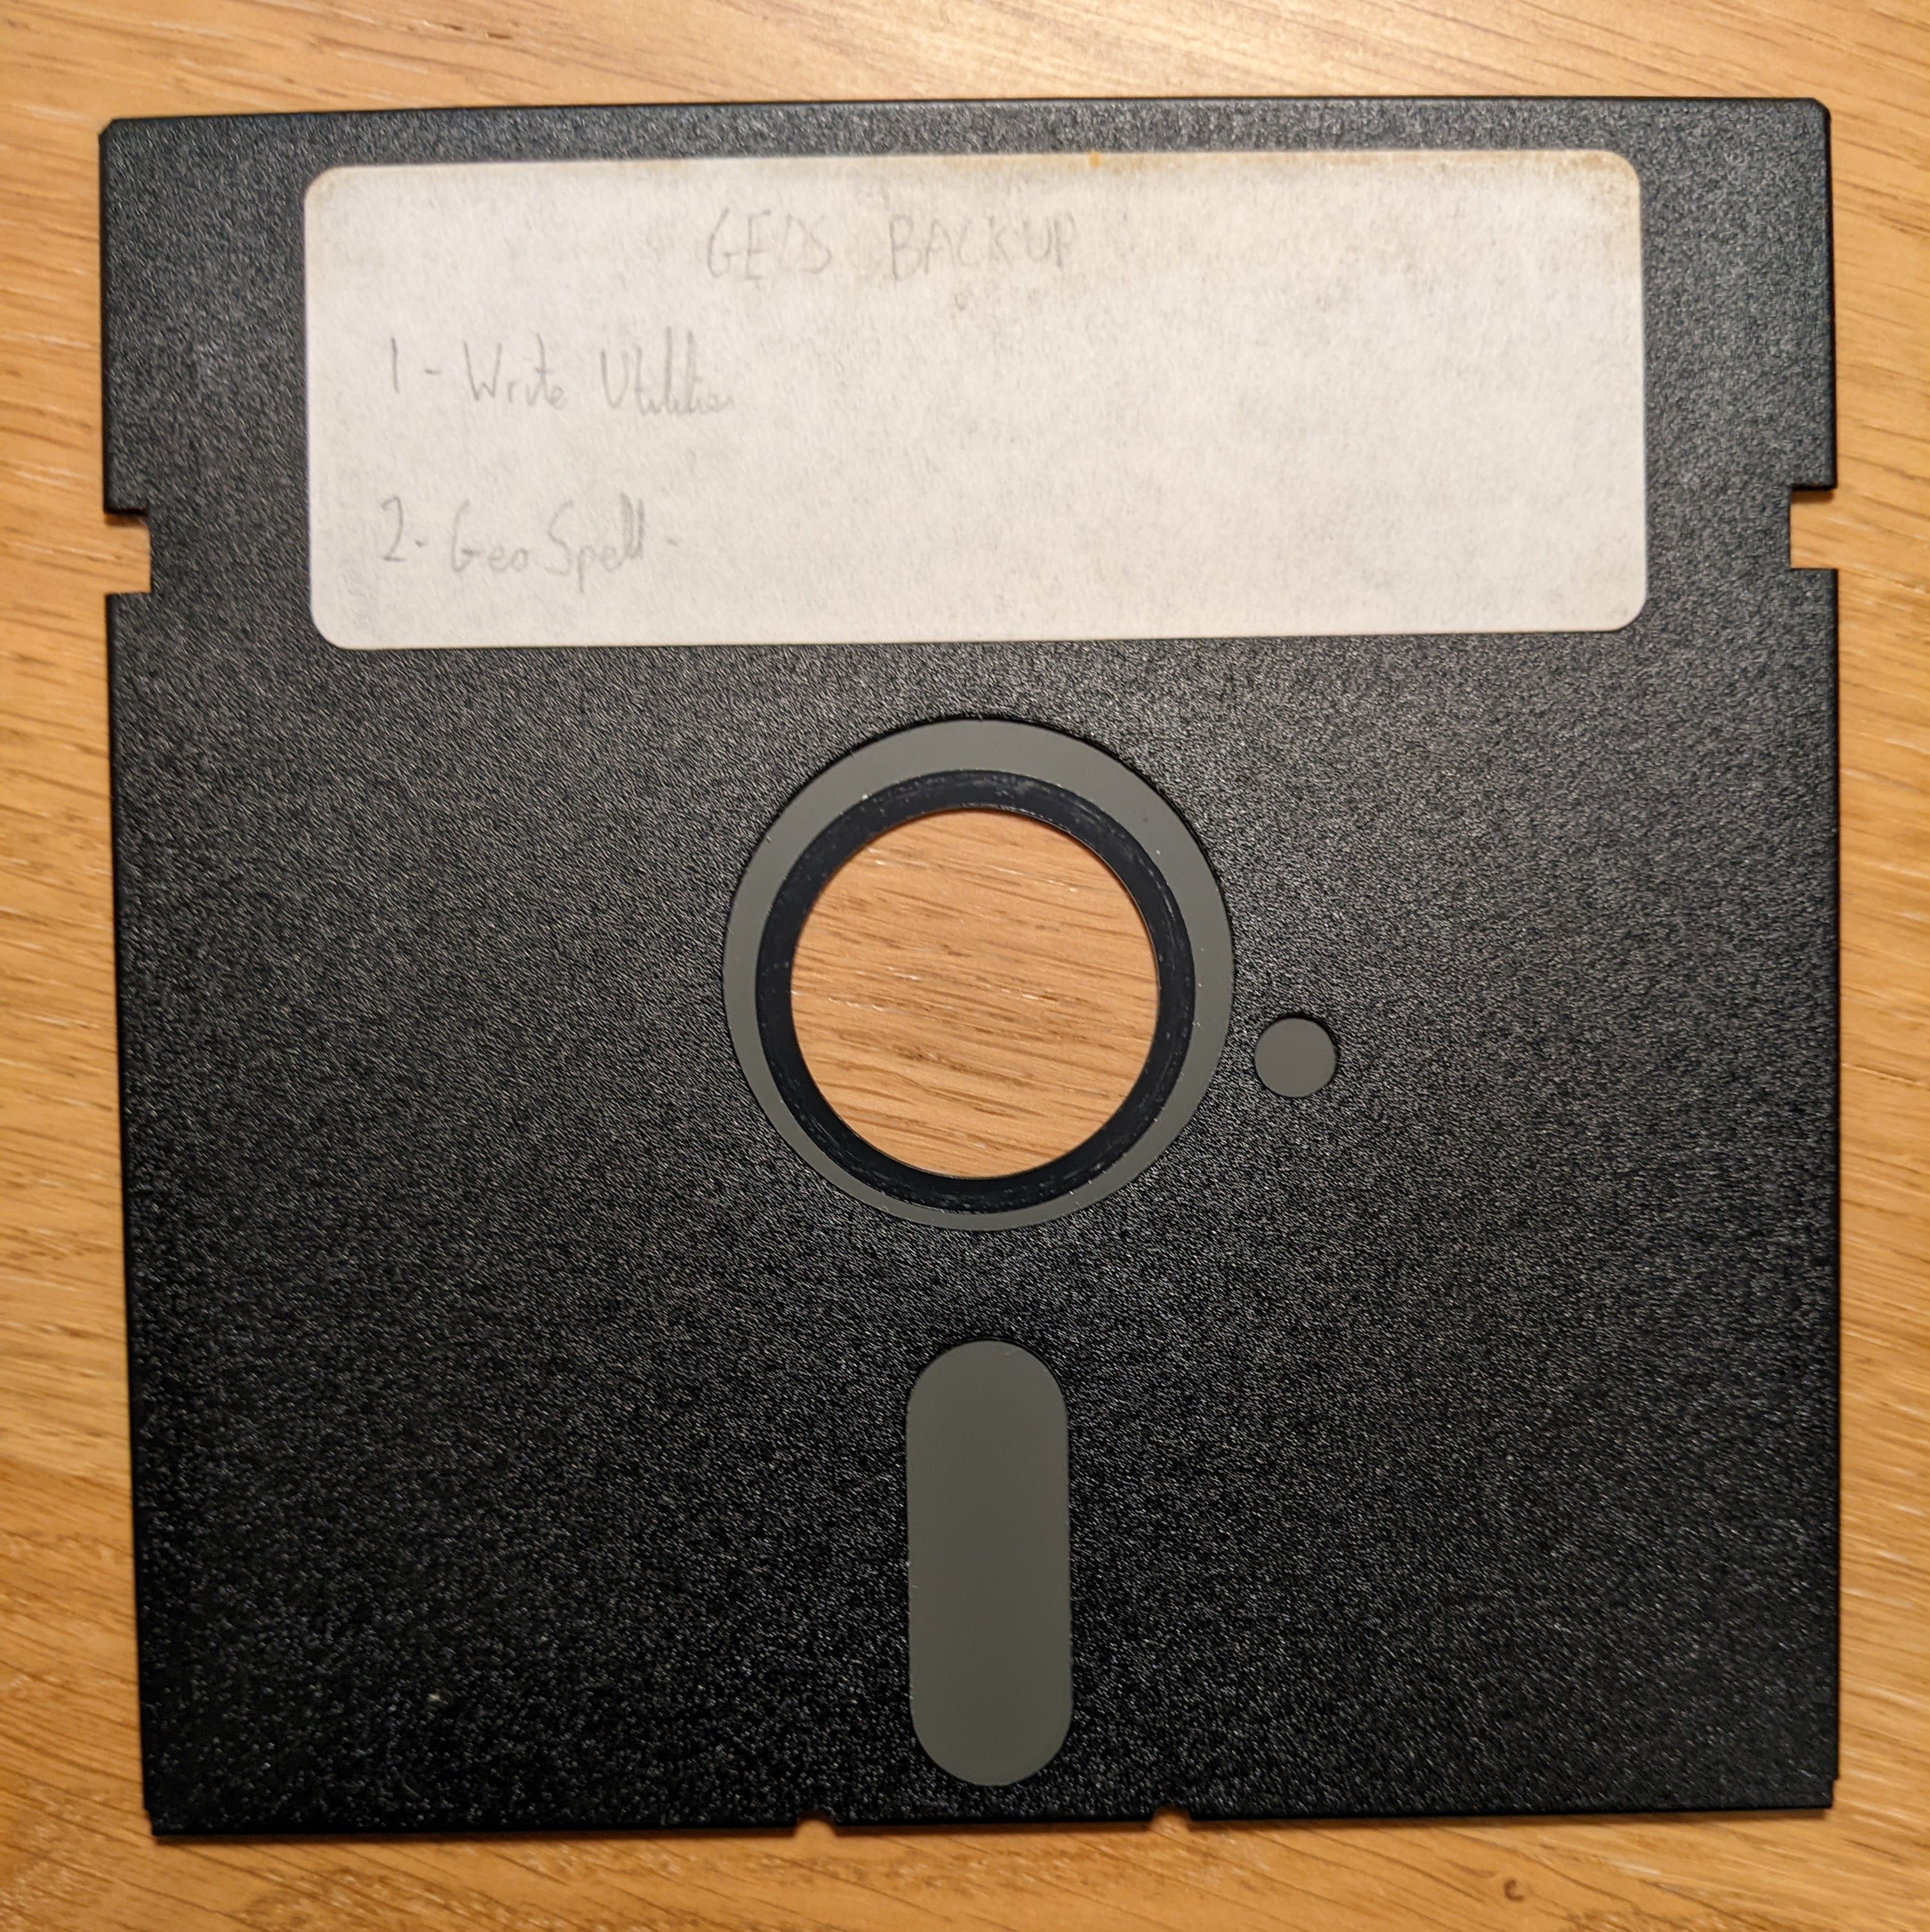 GEOS BACKUP
1 - Write Utilities
2 - Geo Spell -